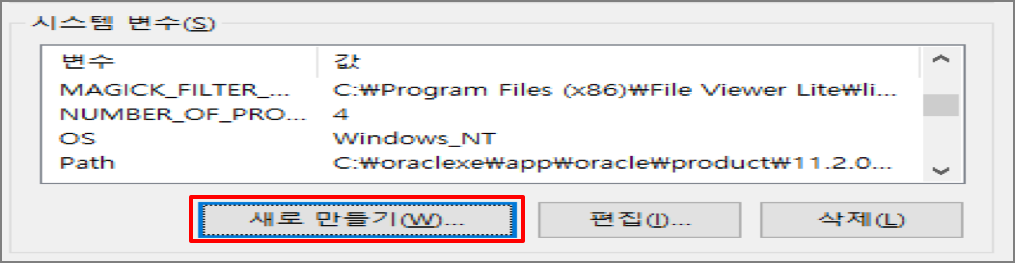 시스템 변수(S)
변수 값
MAGICK_FILTER_... C:₩Program Files (x86)₩File Viewer Lite₩li...
NUMBER_OF_PRO... 4
OS Windows_NT
Path C:₩oraclexe₩app₩oracle₩product₩11.2.0...
새로 만들기(W)... 편집(I)... 삭제(L)